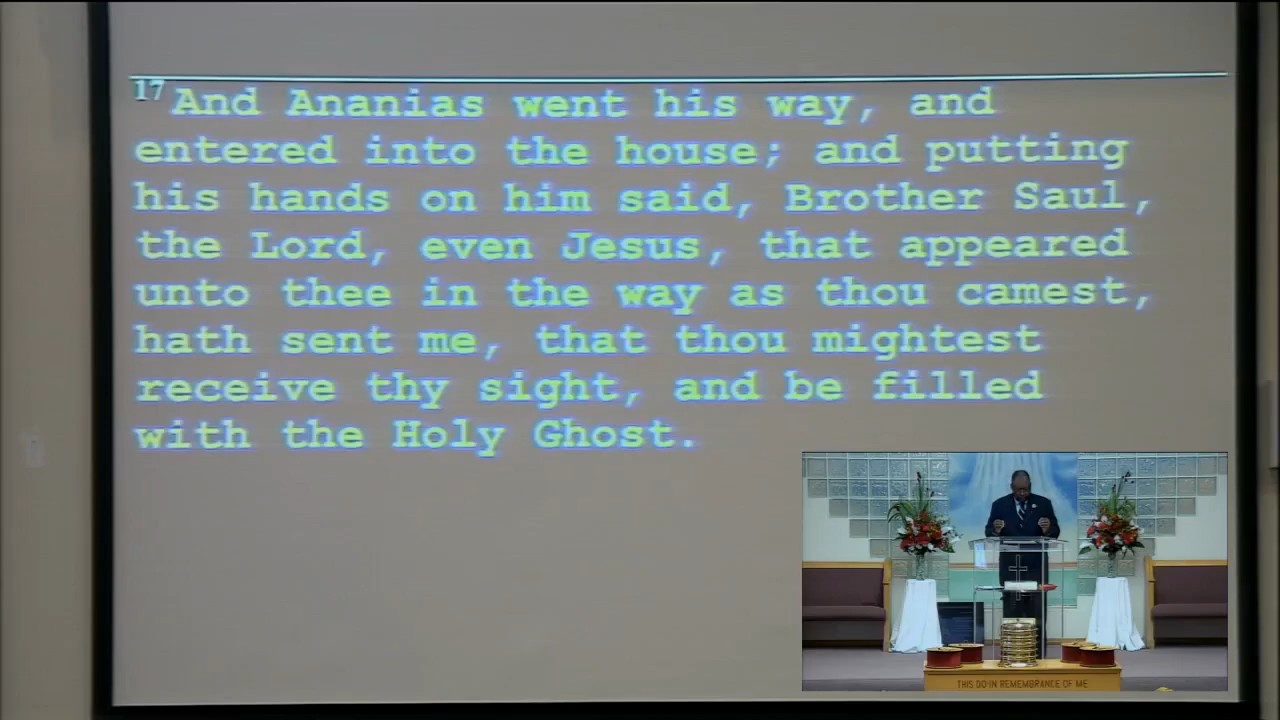 17 And Ananias went his way, and
entered into the house; and putting
his hands on him said, Brother Saul,
the Lord, even Jesus, that appeared
unto thee in the way as thou camest,
hath sent me, that thou mightest
receive thy sight, and be filled
with the Holy Ghost.
THIS DO IN REMEMBRANCE OF ME